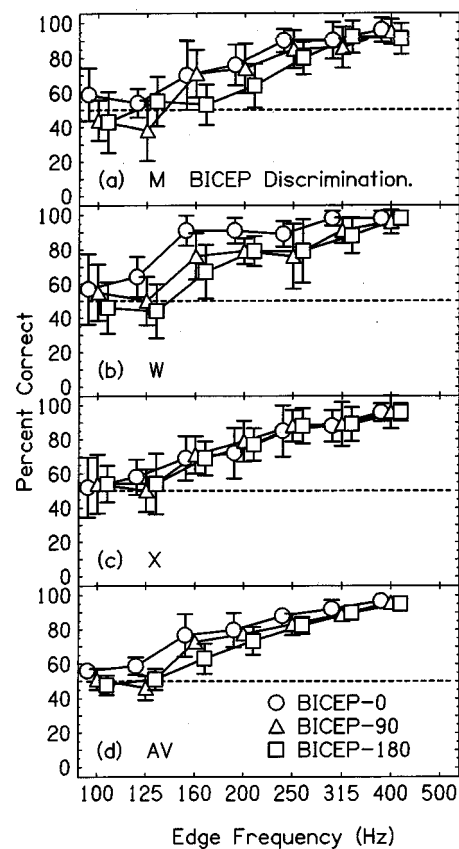 100
80
60
40
20
0
(a) M BICEP Discrimination.
100
80
60
40
20
0
(b) W
Percent Correct
100
80
60
40
20
0
(c) X
100
80
60
40
20
0
BICEP-0
BICEP-90
BICEP-180
(d) AV
100 125 160 200 250 315 400 500
Edge Frequency (Hz)